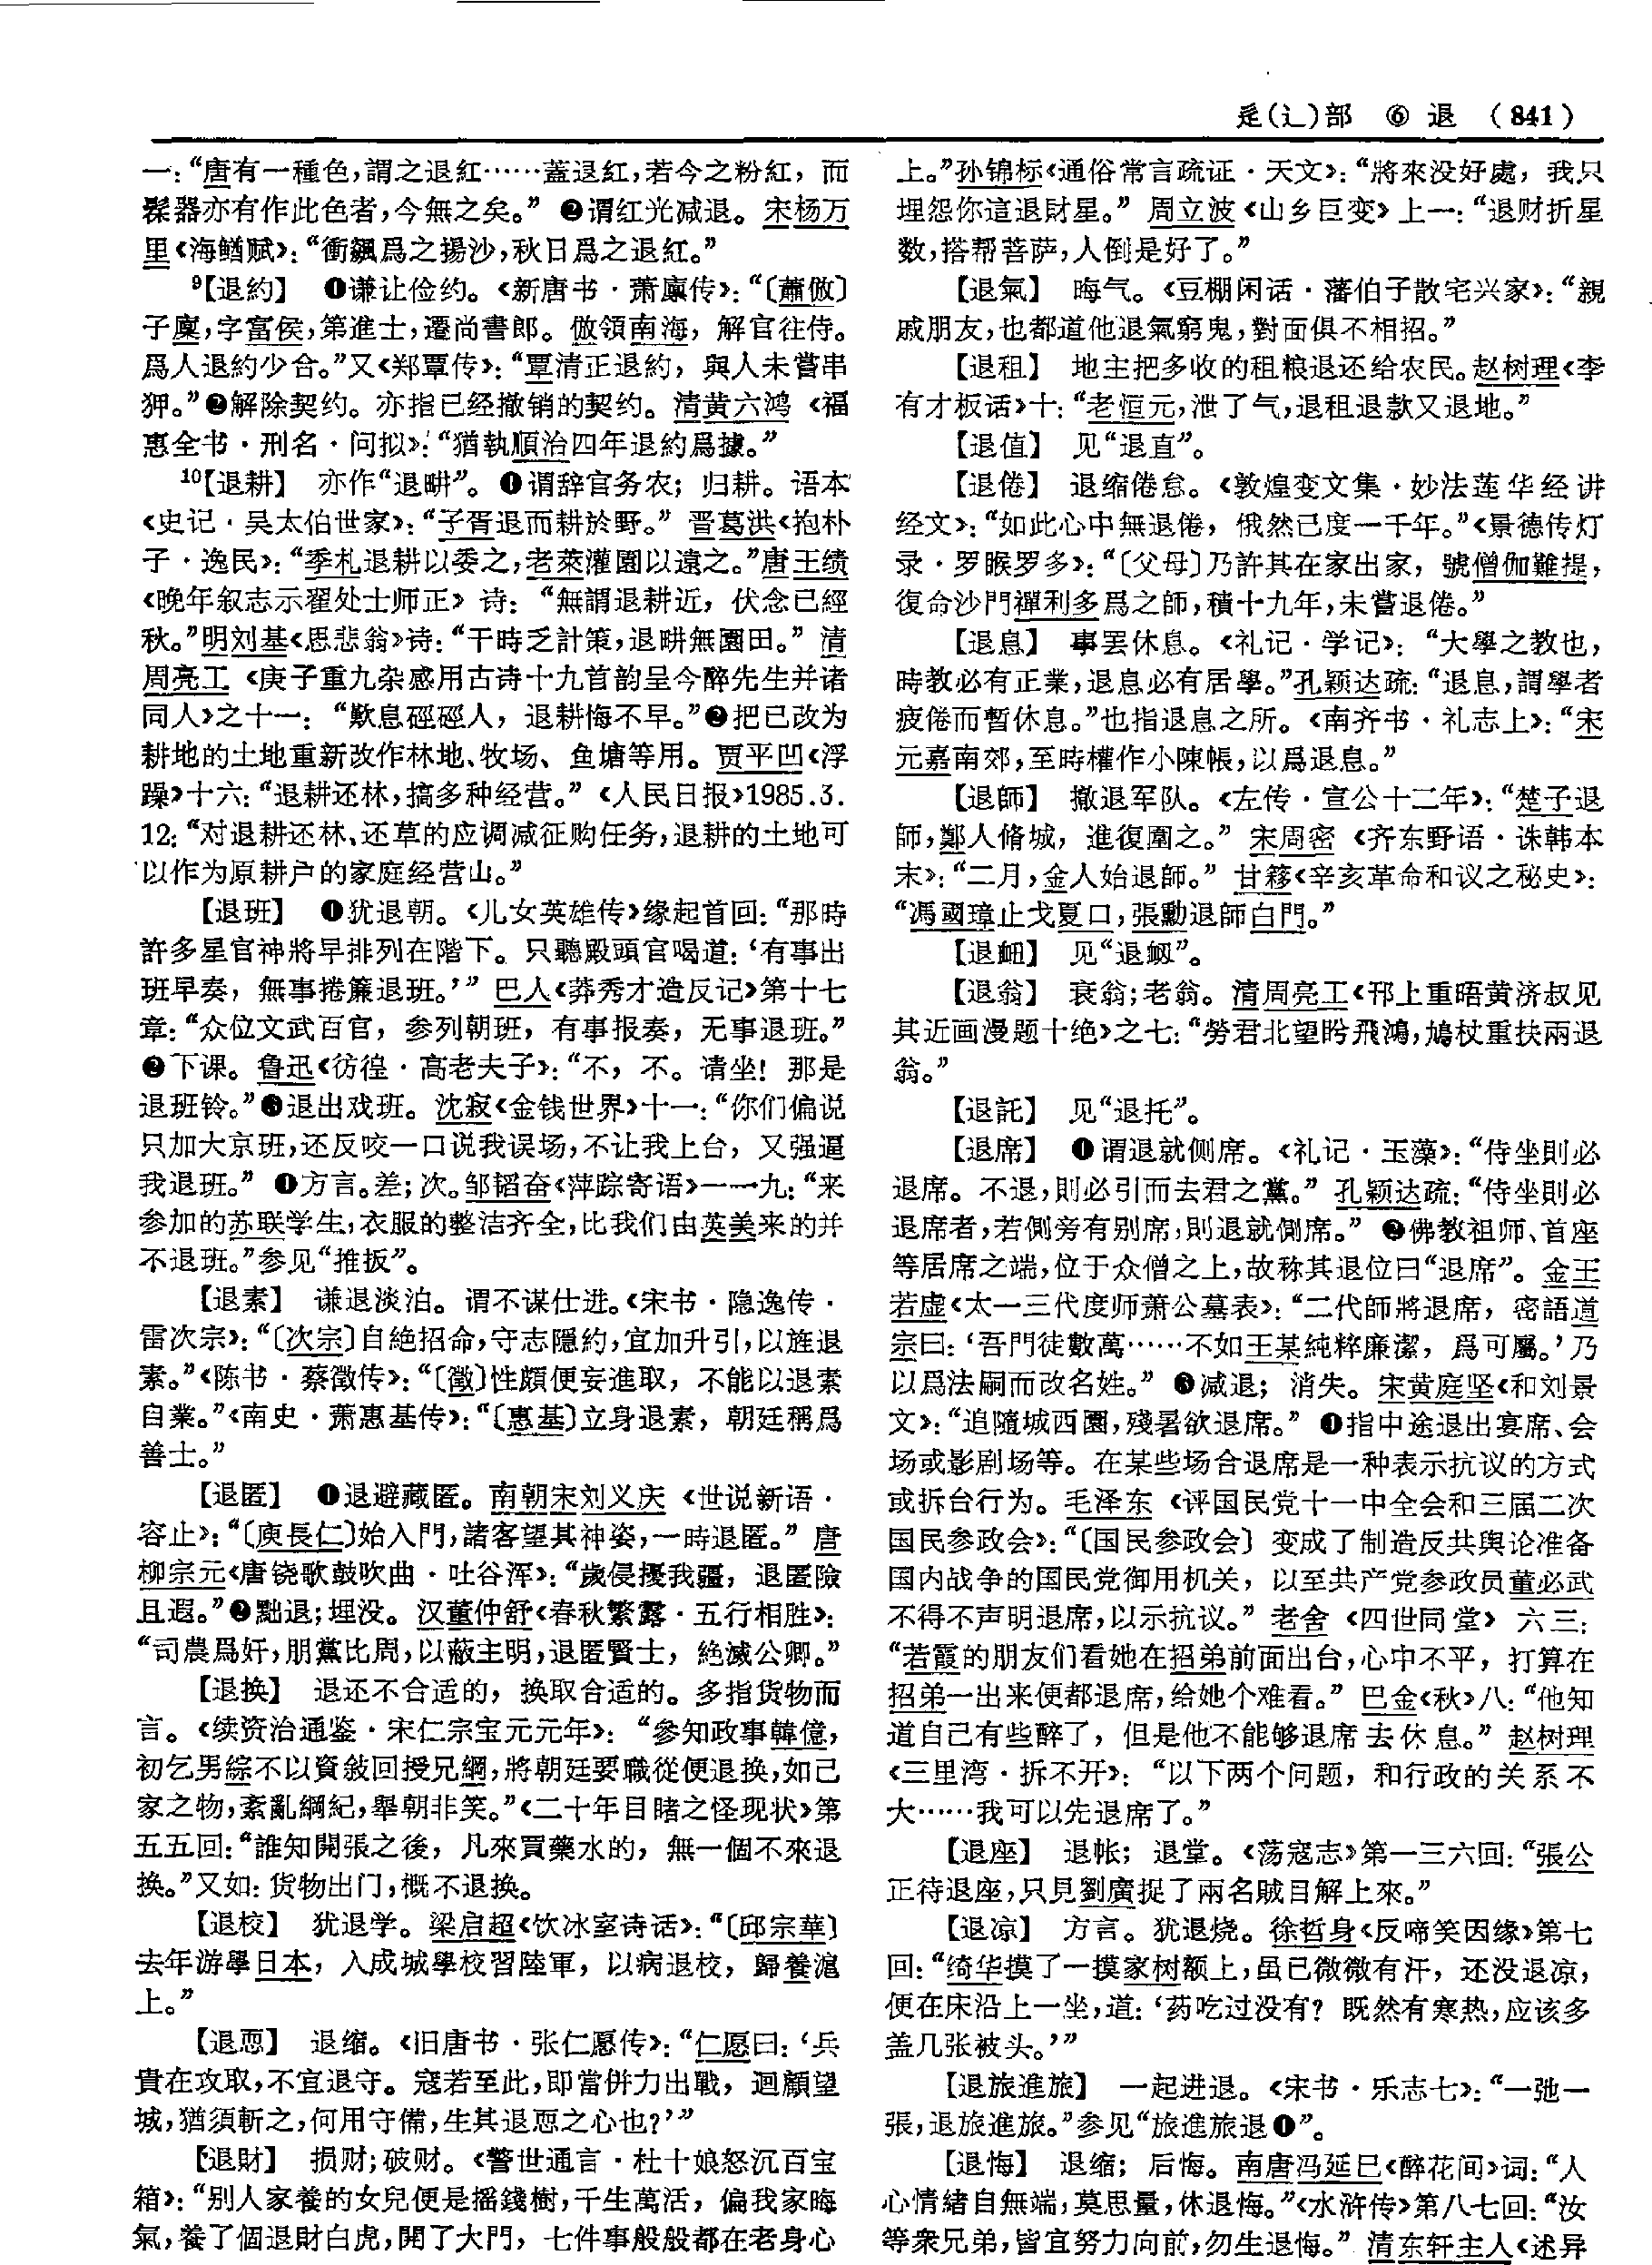 辵(辶)部 ⑥ 退 (841)
一:“唐有一種色,謂之退紅……蓋退紅,若今之粉紅,而
髹器亦有作此色者,今無之矣。” ❷谓红光减退。宋杨万
里《海鰌赋》:“衝飆爲之揚沙,秋日爲之退紅。”
⁹【退約】 ❶谦让俭约。《新唐书·萧廪传》:“〔蕭倣〕
子廩,字富侯,第進士,遷尚書郎。倣領南海,解官往侍。
爲人退約少合。”又《郑覃传》:“覃清正退約,與人未嘗串
狎。”❷解除契约。亦指已经撤销的契约。清黄六鸿《福
惠全书·刑名·问拟》:“猶執順治四年退約爲據。”
¹⁰【退耕】 亦作“退畊”。❶谓辞官务农;归耕。语本
《史记·吴太伯世家》:“子胥退而耕於野。”晋葛洪《抱朴
子·逸民》:“季札退耕以委之,老萊灌園以遠之。”唐王绩
《晚年叙志示翟处士师正》诗:“無謂退耕近,伏念已經
秋。”明刘基《思悲翁》诗:“干時乏計策,退畊無園田。”清
周亮工《庚子重九杂感用古诗十九首韵呈今醉先生并诸
同人》之十一:“歎息硜硜人,退耕悔不早。”❷把已改为
耕地的土地重新改作林地、牧场、鱼塘等用。贾平凹《浮
躁》十六:“退耕还林,搞多种经营。”《人民日报》1985.3.
12:“对退耕还林、还草的应调减征购任务,退耕的土地可
以作为原耕户的家庭经营山。”
【退班】 ❶犹退朝。《儿女英雄传》缘起首回:“那時
許多星官神將早排列在階下。只聽殿頭官喝道:‘有事出
班早奏,無事捲簾退班。’”巴人《莽秀才造反记》第十七
章:“众位文武百官,参列朝班,有事报奏,无事退班。”
❷下课。鲁迅《彷徨·高老夫子》:“不,不。请坐!那是
退班铃。”❸退出戏班。沈寂《金钱世界》十一:“你们偏说
只加大京班,还反咬一口说我误场,不让我上台,又强逼
我退班。” ❹方言。差;次。邹韬奋《萍踪寄语》一一九:“来
参加的苏联学生,衣服的整洁齐全,比我们由英美来的并
不退班。”参见“推扳”。
【退素】 谦退淡泊。谓不谋仕进。《宋书·隐逸传·
雷次宗》:“〔次宗〕自絶招命,守志隱約,宜加升引,以旌退
素。”《陈书·蔡徵传》:“〔徵〕性頗便妄進取,不能以退素
自業。”《南史·萧惠基传》:“〔惠基〕立身退素,朝廷稱爲
善士。”
【退匿】 ❶退避藏匿。南朝宋刘义庆《世说新语·
容止》:“〔庾長仁〕始入門,諸客望其神姿,一時退匿。”唐
柳宗元《唐铙歌鼓吹曲·吐谷浑》:“歲侵擾我疆,退匿險
且遐。”❷黜退;埋没。汉董仲舒《春秋繁露·五行相胜》:
“司農爲奸,朋黨比周,以蔽主明,退匿賢士,絶滅公卿。”
【退换】 退还不合适的,换取合适的。多指货物而
言。《续资治通鉴·宋仁宗宝元元年》:“參知政事韓億,
初乞男綜不以資敘回授兄綱,將朝廷要職從便退换,如己
家之物,紊亂綱紀,舉朝非笑。”《二十年目睹之怪现状》第
五五回:“誰知開張之後,凡來買藥水的,無一個不來退
换。”又如:货物出门,概不退换。
【退校】 犹退学。梁启超《饮冰室诗话》:“〔邱宗華〕
去年游學日本,入成城學校習陸軍,以病退校,歸養滬
上。”
【退恧】 退缩。《旧唐书·张仁愿传》:“仁愿曰:‘兵
貴在攻取,不宜退守。寇若至此,即當併力出戰,迴顧望
城,猶須斬之,何用守備,生其退恧之心也?’”
【退財】 损财;破财。《警世通言·杜十娘怒沉百宝
箱》:“别人家養的女兒便是摇錢樹,千生萬活,偏我家晦
氣,養了個退財白虎,開了大門,七件事般般都在老身心
上。”孙锦标《通俗常言疏证·天文》:“將來没好處,我只
埋怨你這退財星。”周立波《山乡巨变》上一:“退财折星
数,搭帮菩萨,人倒是好了。”
【退氣】 晦气。《豆棚闲话·藩伯子散宅兴家》:“親
戚朋友,也都道他退氣窮鬼,對面俱不相招。”
【退租】 地主把多收的租粮退还给农民。赵树理《李
有才板话》十:“老恒元,泄了气,退租退款又退地。”
【退值】 见“退直”。
【退倦】 退缩倦怠。《敦煌变文集·妙法莲华经讲
经文》:“如此心中無退倦,俄然已度一千年。”《景德传灯
录·罗睺罗多》:“〔父母〕乃許其在家出家,號僧伽難提,
復命沙門禪利多爲之師,積十九年,未嘗退倦。”
【退息】 事罢休息。《礼记·学记》:“大學之教也,
時教必有正業,退息必有居學。”孔颖达疏:“退息,謂學者
疲倦而暫休息。”也指退息之所。《南齐书·礼志上》:“宋
元嘉南郊,至時權作小陳帳,以爲退息。”
【退師】 撤退军队。《左传·宣公十二年》:“楚子退
師,鄭人脩城,進復圍之。”宋周密《齐东野语·诛韩本
末》:“二月,金人始退師。”甘簃《辛亥革命和议之秘史》:
“馮國璋止戈夏口,張勳退師白門。”
【退衄】 见“退衂”。
【退翁】 衰翁;老翁。清周亮工《邗上重晤黄济叔见
其近画漫题十绝》之七:“勞君北望盻飛鴻,鳩杖重扶兩退
翁。”
【退託】 见“退托”。
【退席】 ❶谓退就侧席。《礼记·玉藻》:“侍坐則必
退席。不退,則必引而去君之黨。”孔颖达疏:“侍坐則必
退席者,若側旁有别席,則退就側席。” ❷佛教祖师、首座
等居席之端,位于众僧之上,故称其退位曰“退席”。金王
若虚《太一三代度师萧公墓表》:“二代師將退席,密語道
宗曰:‘吾門徒數萬……不如王某純粹廉潔,爲可屬。’乃
以爲法嗣而改名姓。” ❸减退;消失。宋黄庭坚《和刘景
文》:“追隨城西園,殘暑欲退席。” ❹指中途退出宴席、会
场或影剧场等。在某些场合退席是一种表示抗议的方式
或拆台行为。毛泽东《评国民党十一中全会和三届二次
国民参政会》:“〔国民参政会〕变成了制造反共舆论准备
国内战争的国民党御用机关,以至共产党参政员董必武
不得不声明退席,以示抗议。”老舍《四世同堂》六三:
“若霞的朋友们看她在招弟前面出台,心中不平,打算在
招弟一出来便都退席,给她个难看。”巴金《秋》八:“他知
道自己有些醉了,但是他不能够退席去休息。”赵树理
《三里湾·拆不开》:“以下两个问题,和行政的关系不
大……我可以先退席了。”
【退座】 退帐;退堂。《荡寇志》第一三六回:“張公
正待退座,只見劉廣捉了兩名賊目解上來。”
【退凉】 方言。犹退烧。徐哲身《反啼笑因缘》第七
回:“绮华摸了一摸家树额上,虽已微微有汗,还没退凉,
便在床沿上一坐,道:‘药吃过没有?既然有寒热,应该多
盖几张被头。’”
【退旅進旅】 一起进退。《宋书·乐志七》:“一弛一
張,退旅進旅。”参见“旅進旅退❶”。
【退悔】 退缩;后悔。南唐冯延巳《醉花间》词:“人
心情緒自無端,莫思量,休退悔。”《水浒传》第八七回:“汝
等衆兄弟,皆宜努力向前,勿生退悔。”清东轩主人《述异